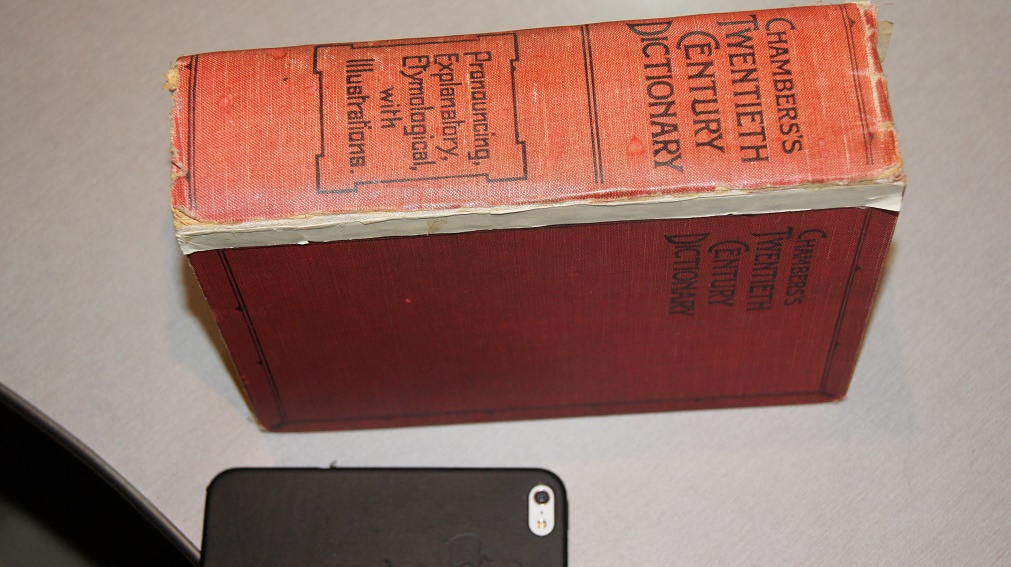 CHAMBERS'S
TWENTIETH
CENTURY
DICTIONARY
Pronouncing,
Explanatory,
Etymological,
with
Illustrations.
CHAMBERS'S
TWENTIETH
CENTURY
DICTIONARY